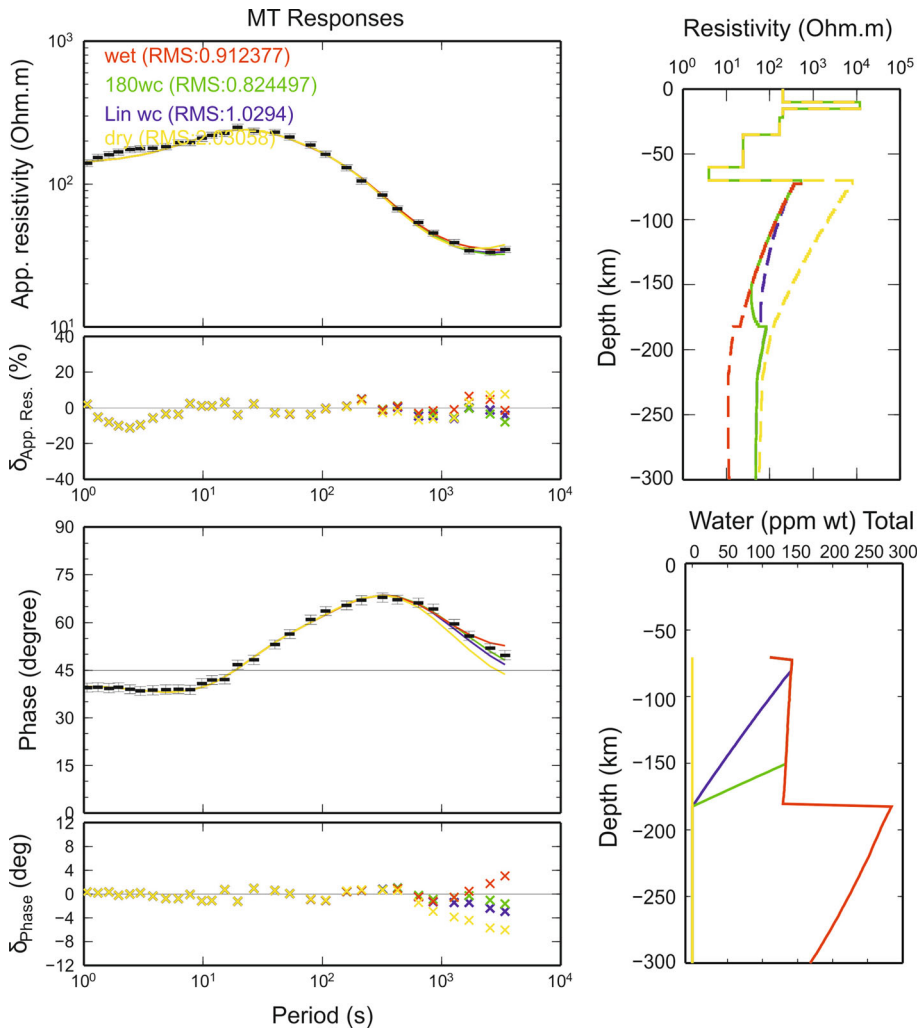 MT Responses
10³
10²
10¹
App. resistivity (Ohm.m)
wet (RMS:0.912377)
180wc (RMS:0.824497)
Lin wc (RMS:1.0294)
dry (RMS:2.03058)
40
20
0
−20
−40
δApp. Res. (%)
10⁰ 10¹ 10² 10³ 10⁴
90
75
60
45
30
15
0
Phase (degree)
12
8
4
0
−4
−8
−12
δPhase (deg)
10⁰ 10¹ 10² 10³ 10⁴
Period (s)
Resistivity (Ohm.m)
10⁰ 10¹ 10² 10³ 10⁴ 10⁵
0
−50
−100
−150
−200
−250
−300
Depth (km)
Water (ppm wt) Total
0 50 100 150 200 250 300
0
−50
−100
−150
−200
−250
−300
Depth (km)